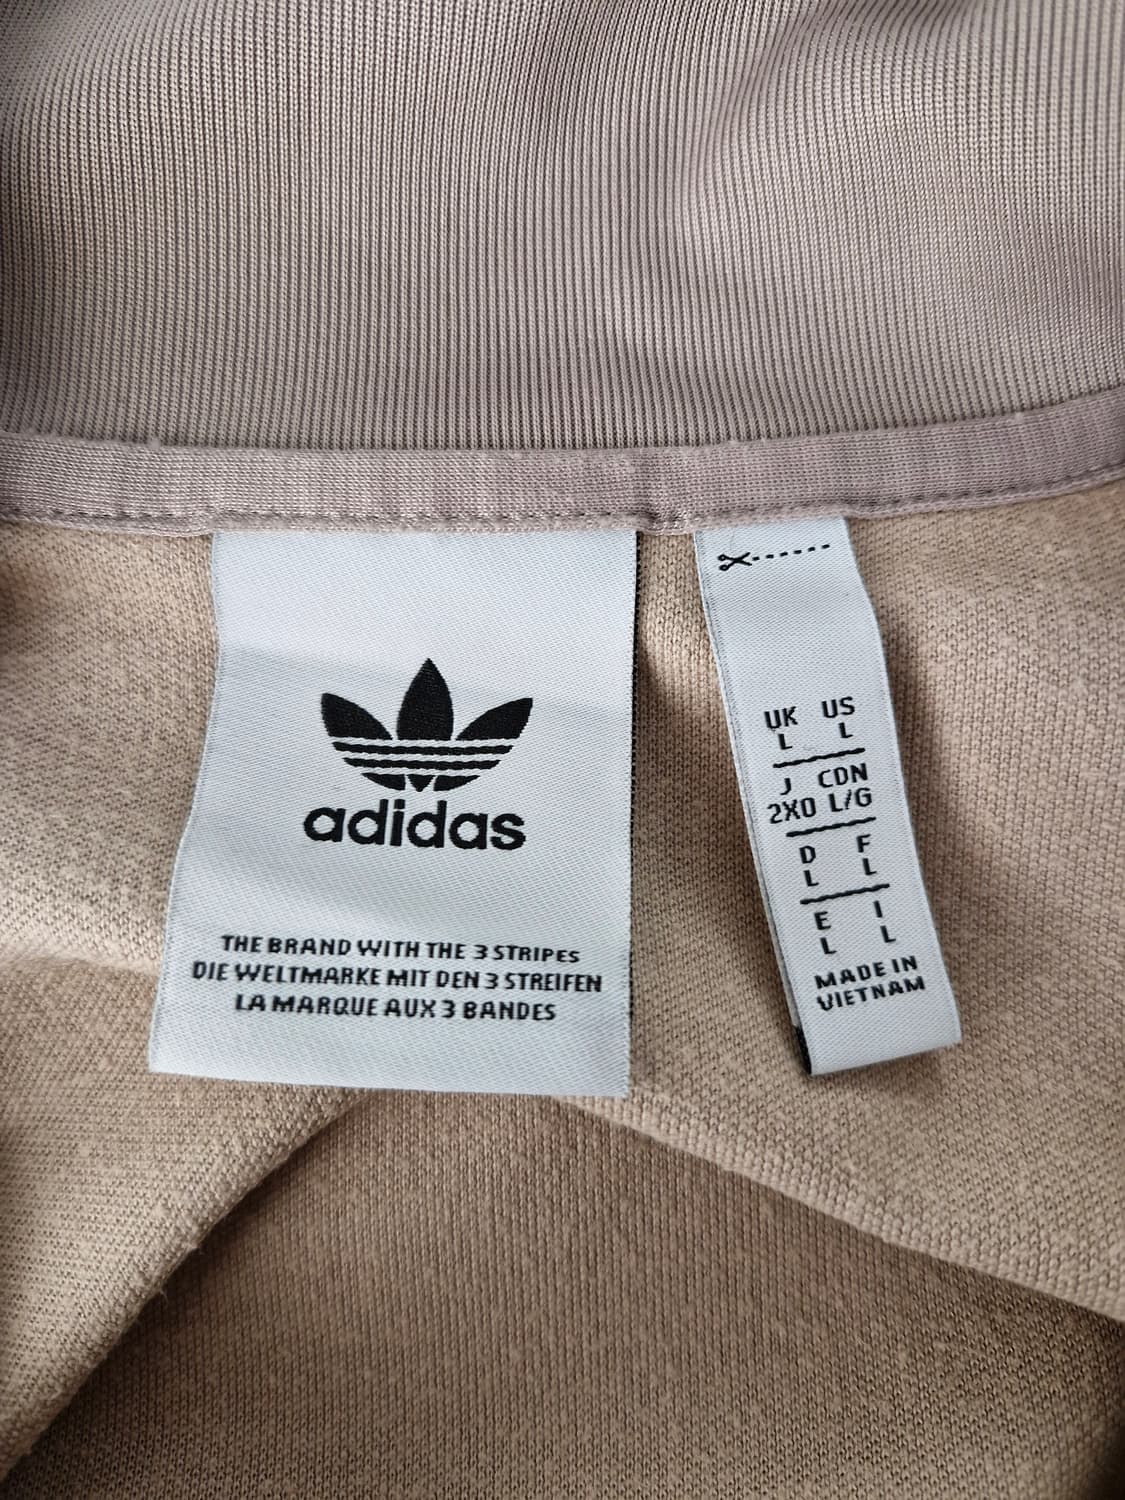 adidas
THE BRAND WITH THE 3 STRIPES
DIE WELTMARKE MIT DEN 3 STREIFEN
LA MARQUE AUX 3 BANDES
UK US
L L
J CDN
2XO L/G
D F
L L
E I
L L
MADE IN
VIETNAM